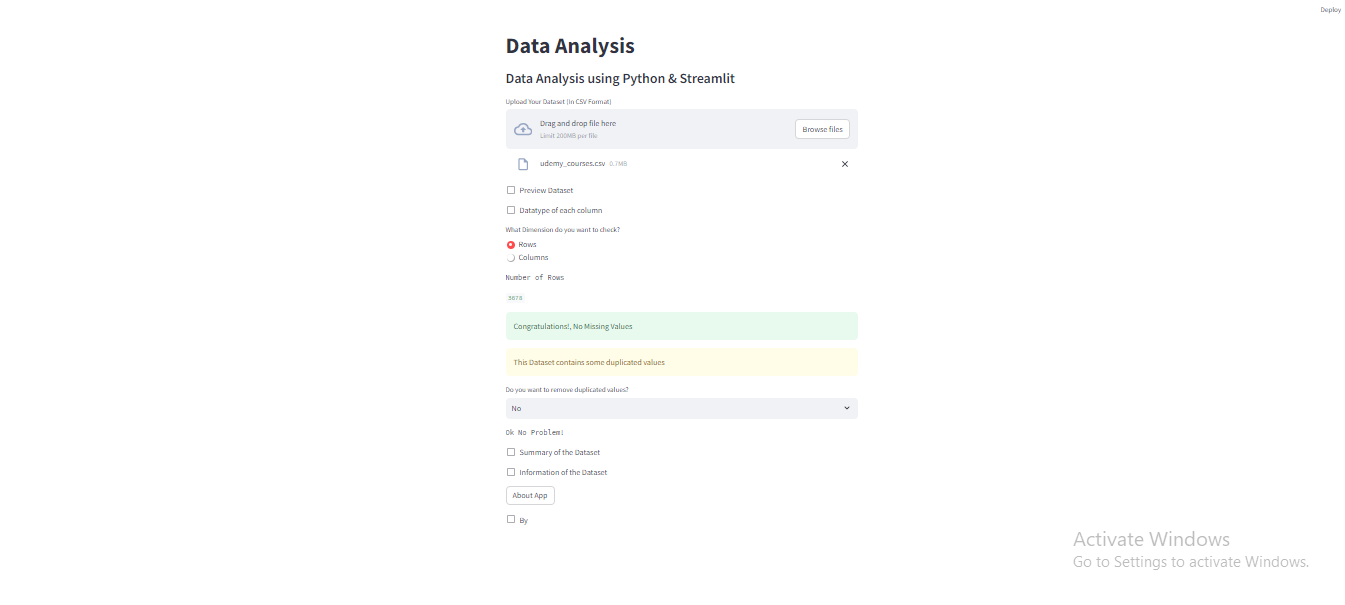 Deploy
Data Analysis
Data Analysis using Python & Streamlit
Upload Your Dataset (In CSV Format)
Drag and drop file here
Limit 200MB per file
Browse files
udemy_courses.csv 0.7MB
Preview Dataset
Datatype of each column
What Dimension do you want to check?
Rows
Columns
Number of Rows
3678
Congratulations!, No Missing Values
This Dataset contains some duplicated values
Do you want to remove duplicated values?
No
Ok No Problem!
Summary of the Dataset
Information of the Dataset
About App
By
Activate Windows
Go to Settings to activate Windows.